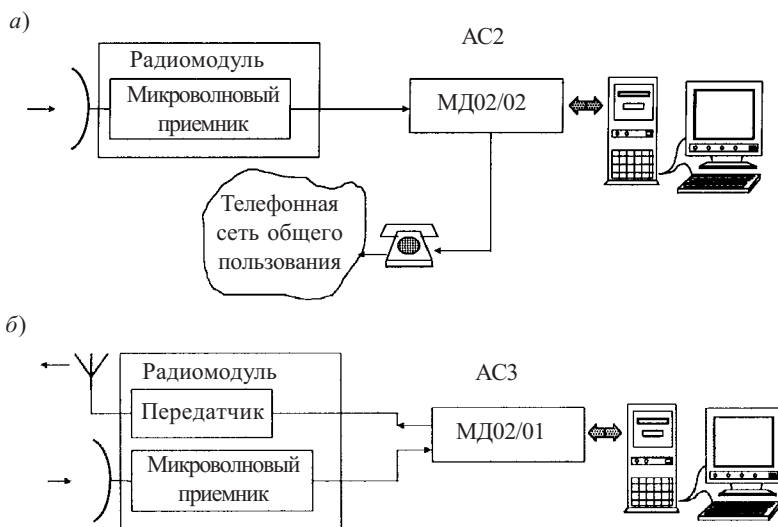 а)
АС2
Радиомодуль
Микроволновый
приемник
МД02/02
Телефонная
сеть общего
пользования
б)
Радиомодуль
АС3
Передатчик
МД02/01
Микроволновый
приемник